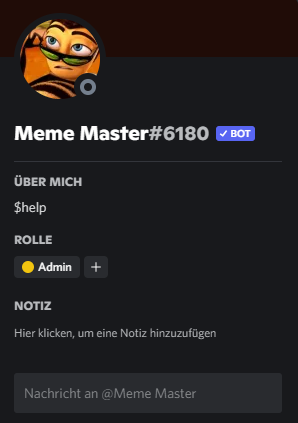 Meme Master#6180 BOT
ÜBER MICH
$help
ROLLE
Admin +
NOTIZ
Hier klicken, um eine Notiz hinzuzufügen
Nachricht an @Meme Master